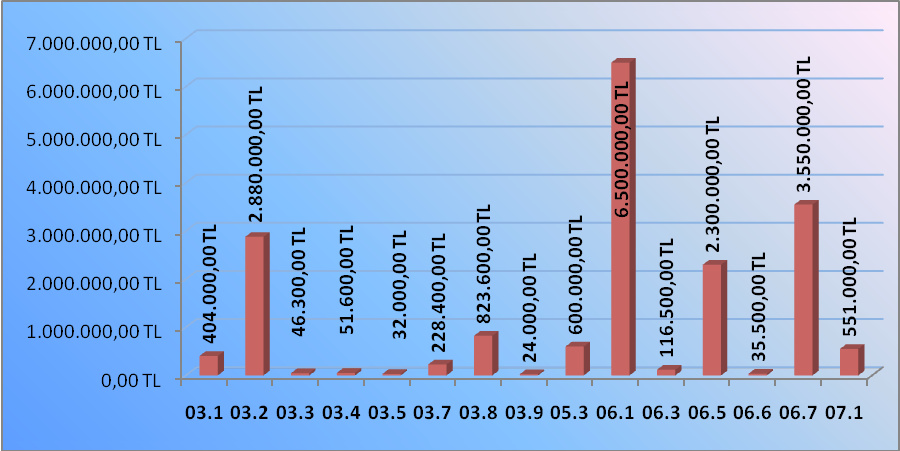 7.000.000,00 TL
6.000.000,00 TL
5.000.000,00 TL
4.000.000,00 TL
3.000.000,00 TL
2.000.000,00 TL
1.000.000,00 TL
0,00 TL
404.000,00 TL
2.880.000,00 TL
46.300,00 TL
51.600,00 TL
32.000,00 TL
228.400,00 TL
823.600,00 TL
24.000,00 TL
600.000,00 TL
6.500.000,00 TL
116.500,00 TL
2.300.000,00 TL
35.500,00 TL
3.550.000,00 TL
551.000,00 TL
03.1 03.2 03.3 03.4 03.5 03.7 03.8 03.9 05.3 06.1 06.3 06.5 06.6 06.7 07.1